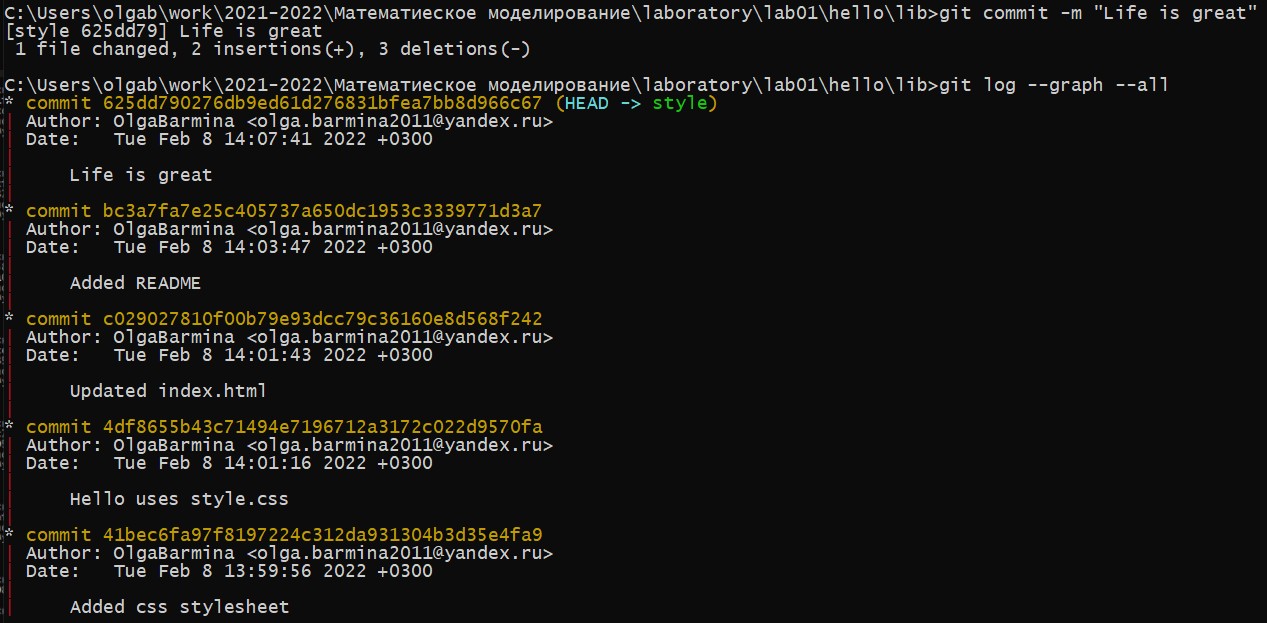 C:\Users\olgab\work\2021-2022\Математиеское моделирование\laboratory\lab01\hello\lib>git commit -m "Life is great"
[style 625dd79] Life is great
 1 file changed, 2 insertions(+), 3 deletions(-)

C:\Users\olgab\work\2021-2022\Математиеское моделирование\laboratory\lab01\hello\lib>git log --graph --all
* commit 625dd790276db9ed61d276831bfea7bb8d966c67 (HEAD -> style)
| Author: OlgaBarmina <olga.barmina2011@yandex.ru>
| Date:   Tue Feb 8 14:07:41 2022 +0300
|
|     Life is great
|
* commit bc3a7fa7e25c405737a650dc1953c3339771d3a7
| Author: OlgaBarmina <olga.barmina2011@yandex.ru>
| Date:   Tue Feb 8 14:03:47 2022 +0300
|
|     Added README
|
* commit c029027810f00b79e93dcc79c36160e8d568f242
| Author: OlgaBarmina <olga.barmina2011@yandex.ru>
| Date:   Tue Feb 8 14:01:43 2022 +0300
|
|     Updated index.html
|
* commit 4df8655b43c71494e7196712a3172c022d9570fa
| Author: OlgaBarmina <olga.barmina2011@yandex.ru>
| Date:   Tue Feb 8 14:01:16 2022 +0300
|
|     Hello uses style.css
|
* commit 41bec6fa97f8197224c312da931304b3d35e4fa9
| Author: OlgaBarmina <olga.barmina2011@yandex.ru>
| Date:   Tue Feb 8 13:59:56 2022 +0300
|
|     Added css stylesheet